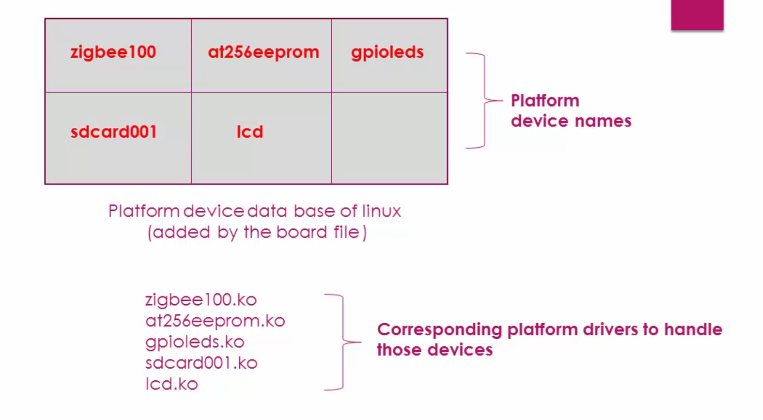 zigbee100
at256eeprom
gpioleds
sdcard001
lcd
Platform
device names
Platform device data base of linux
(added by the board file)
zigbee100.ko
at256eeprom.ko
gpioleds.ko
sdcard001.ko
lcd.ko
Corresponding platform drivers to handle
those devices